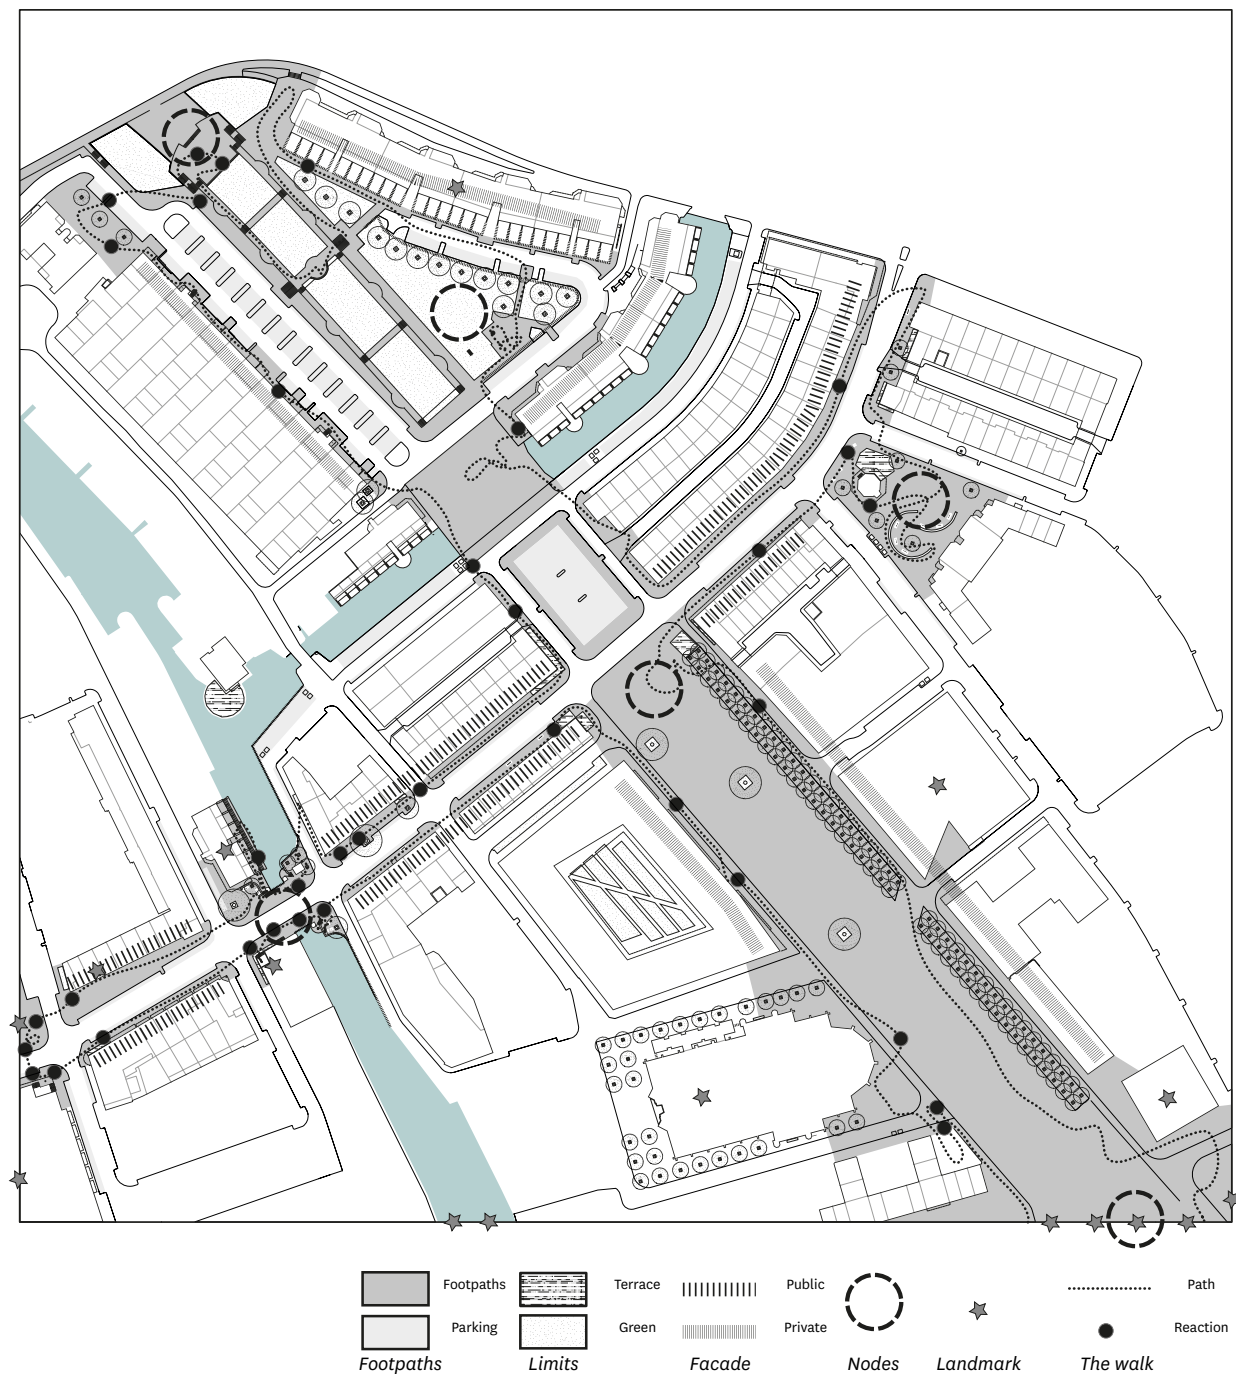 Footpaths Terrace Public Path
Parking Green Private Reaction
Footpaths Limits Facade Nodes Landmark The walk